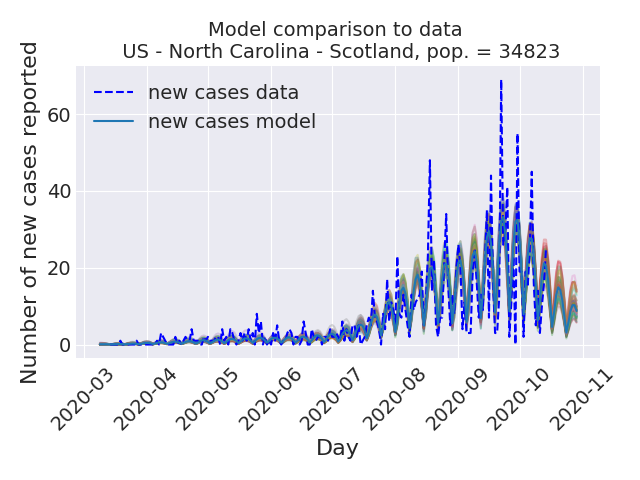 Model comparison to data
US - North Carolina - Scotland, pop. = 34823
new cases data
new cases model
Number of new cases reported
60
40
20
0
2020-03
2020-04
2020-05
2020-06
2020-07
2020-08
2020-09
2020-10
2020-11
Day